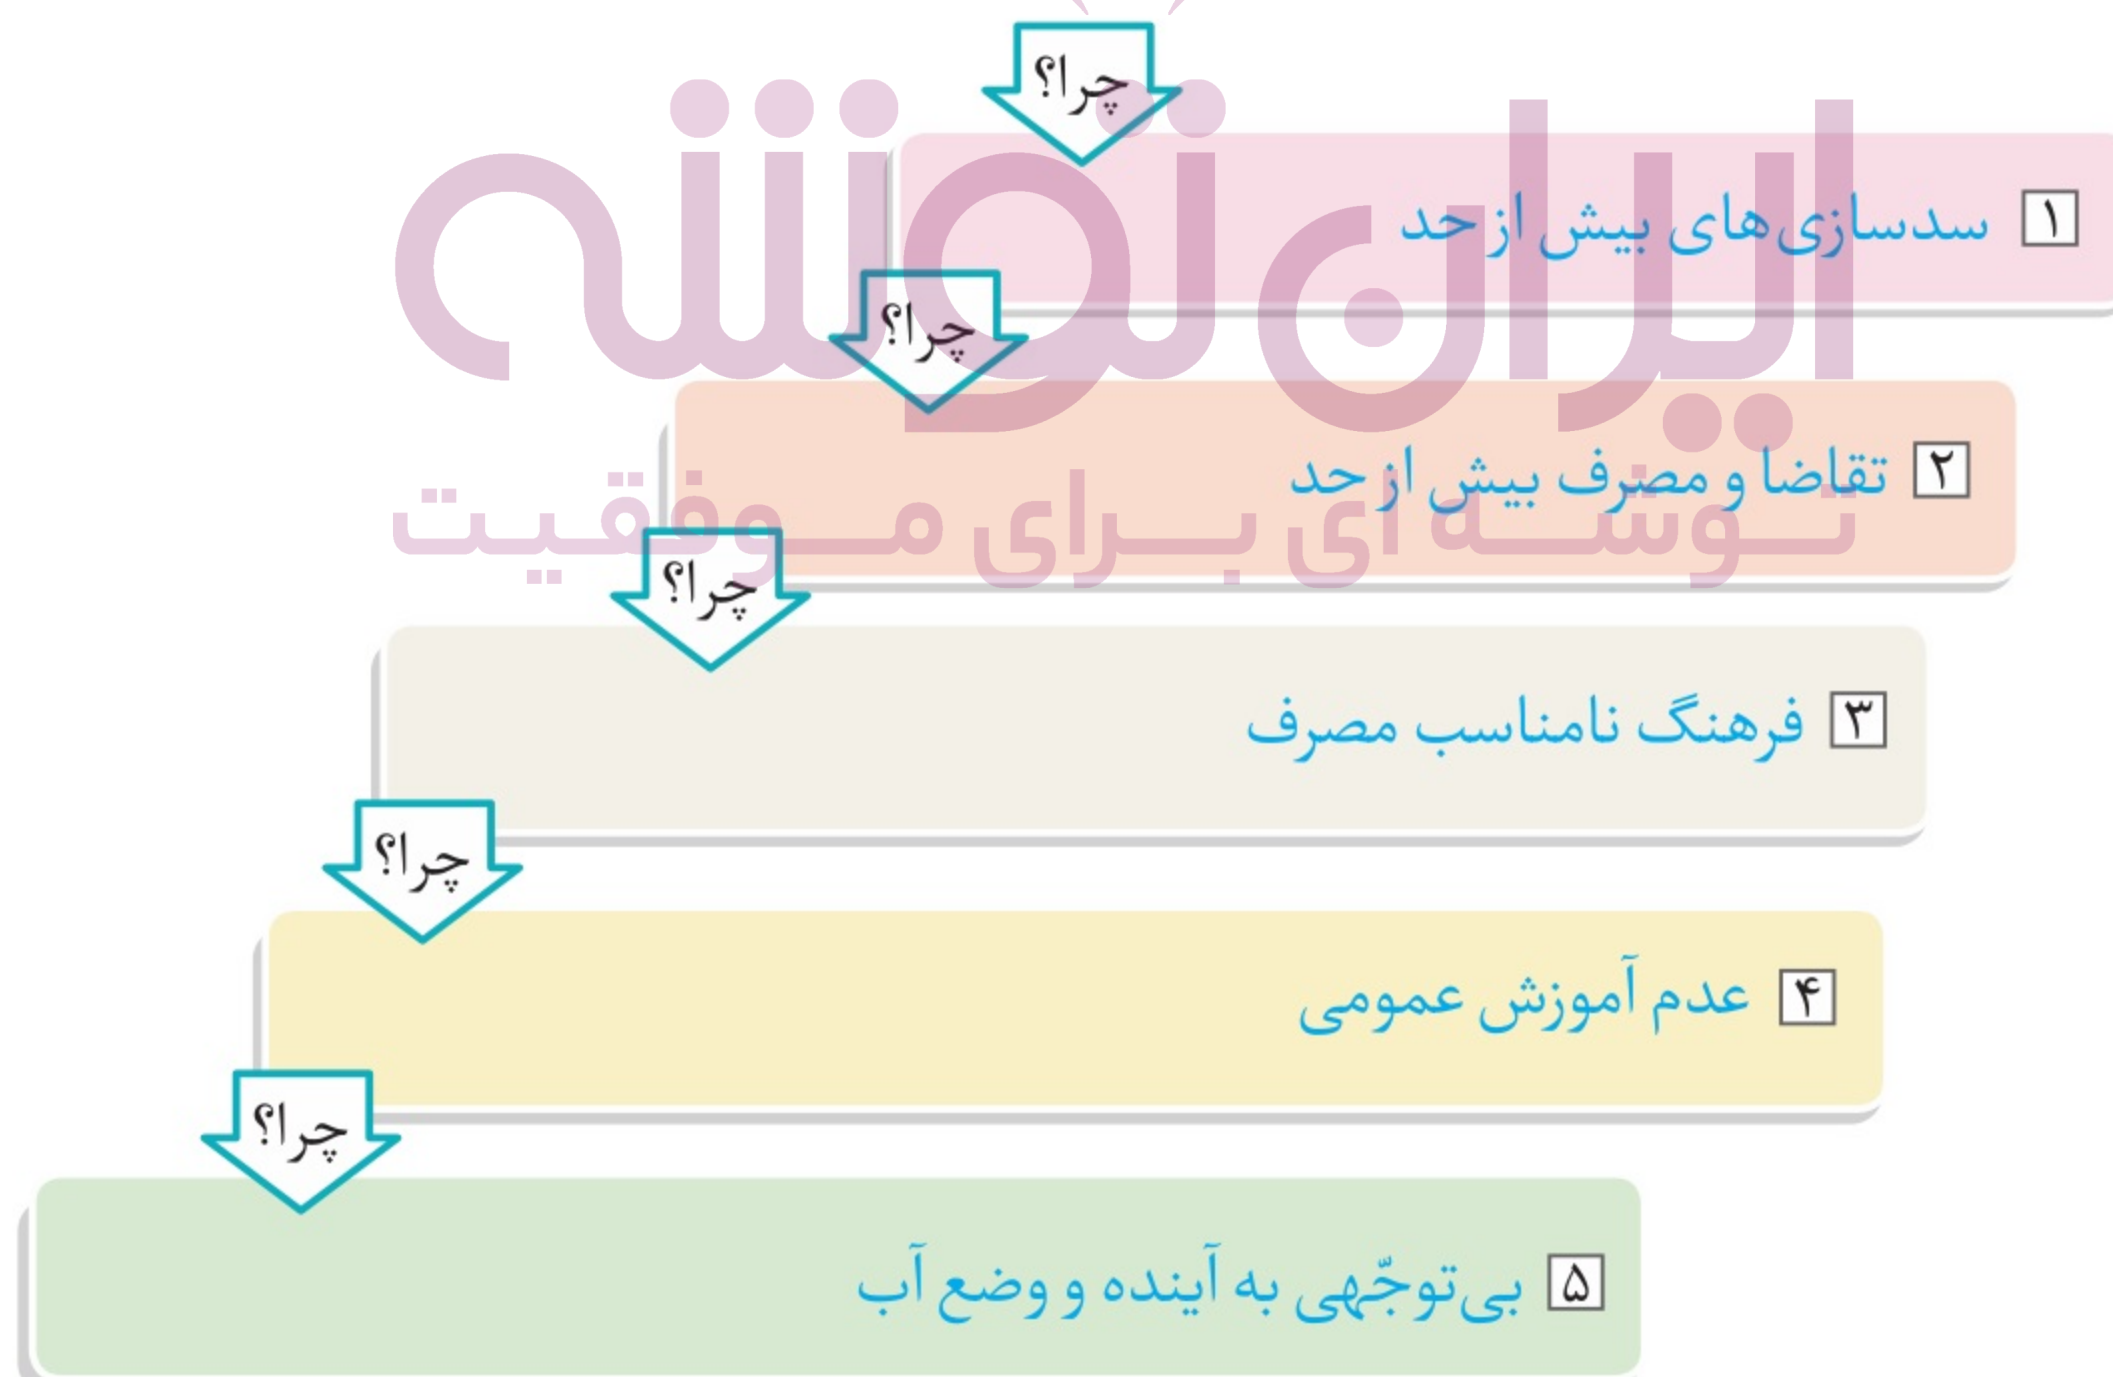 چرا؟
۱ سدسازی‌های بیش از حد
چرا؟
۲ تقاضا و مصرف بیش از حد
چرا؟
۳ فرهنگ نامناسب مصرف
چرا؟
۴ عدم آموزش عمومی
چرا؟
۵ بی‌توجّهی به آینده و وضع آب
ایران توشه
توشه ای برای موفقیت